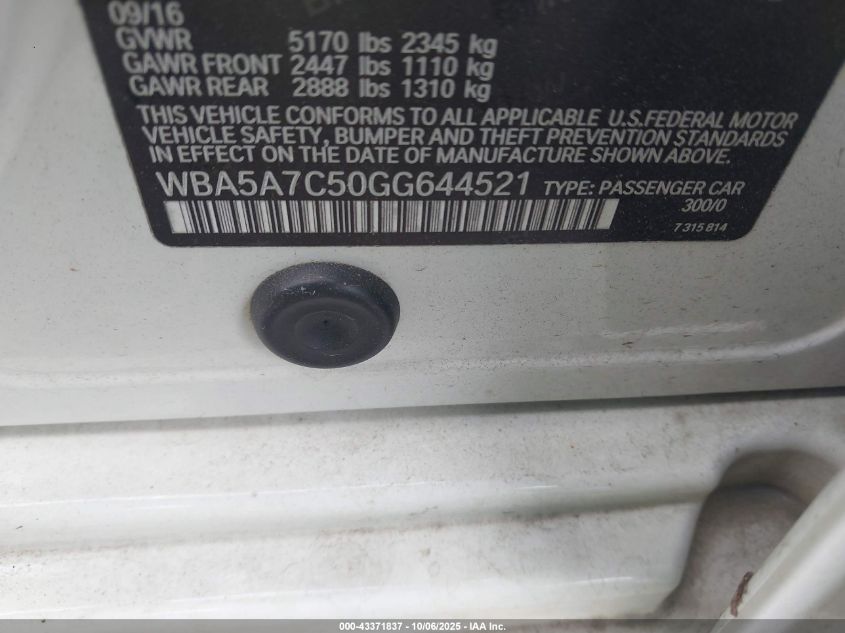 09/16
GVWR 5170 lbs 2345 kg
GAWR FRONT 2447 lbs 1110 kg
GAWR REAR 2888 lbs 1310 kg
THIS VEHICLE CONFORMS TO ALL APPLICABLE U.S.FEDERAL MOTOR
VEHICLE SAFETY, BUMPER AND THEFT PREVENTION STANDARDS
IN EFFECT ON THE DATE OF MANUFACTURE SHOWN ABOVE.
WBA5A7C50GG644521 TYPE: PASSENGER CAR
300/0
7 315 814
000-43371837 - 10/06/2025 - IAA Inc.